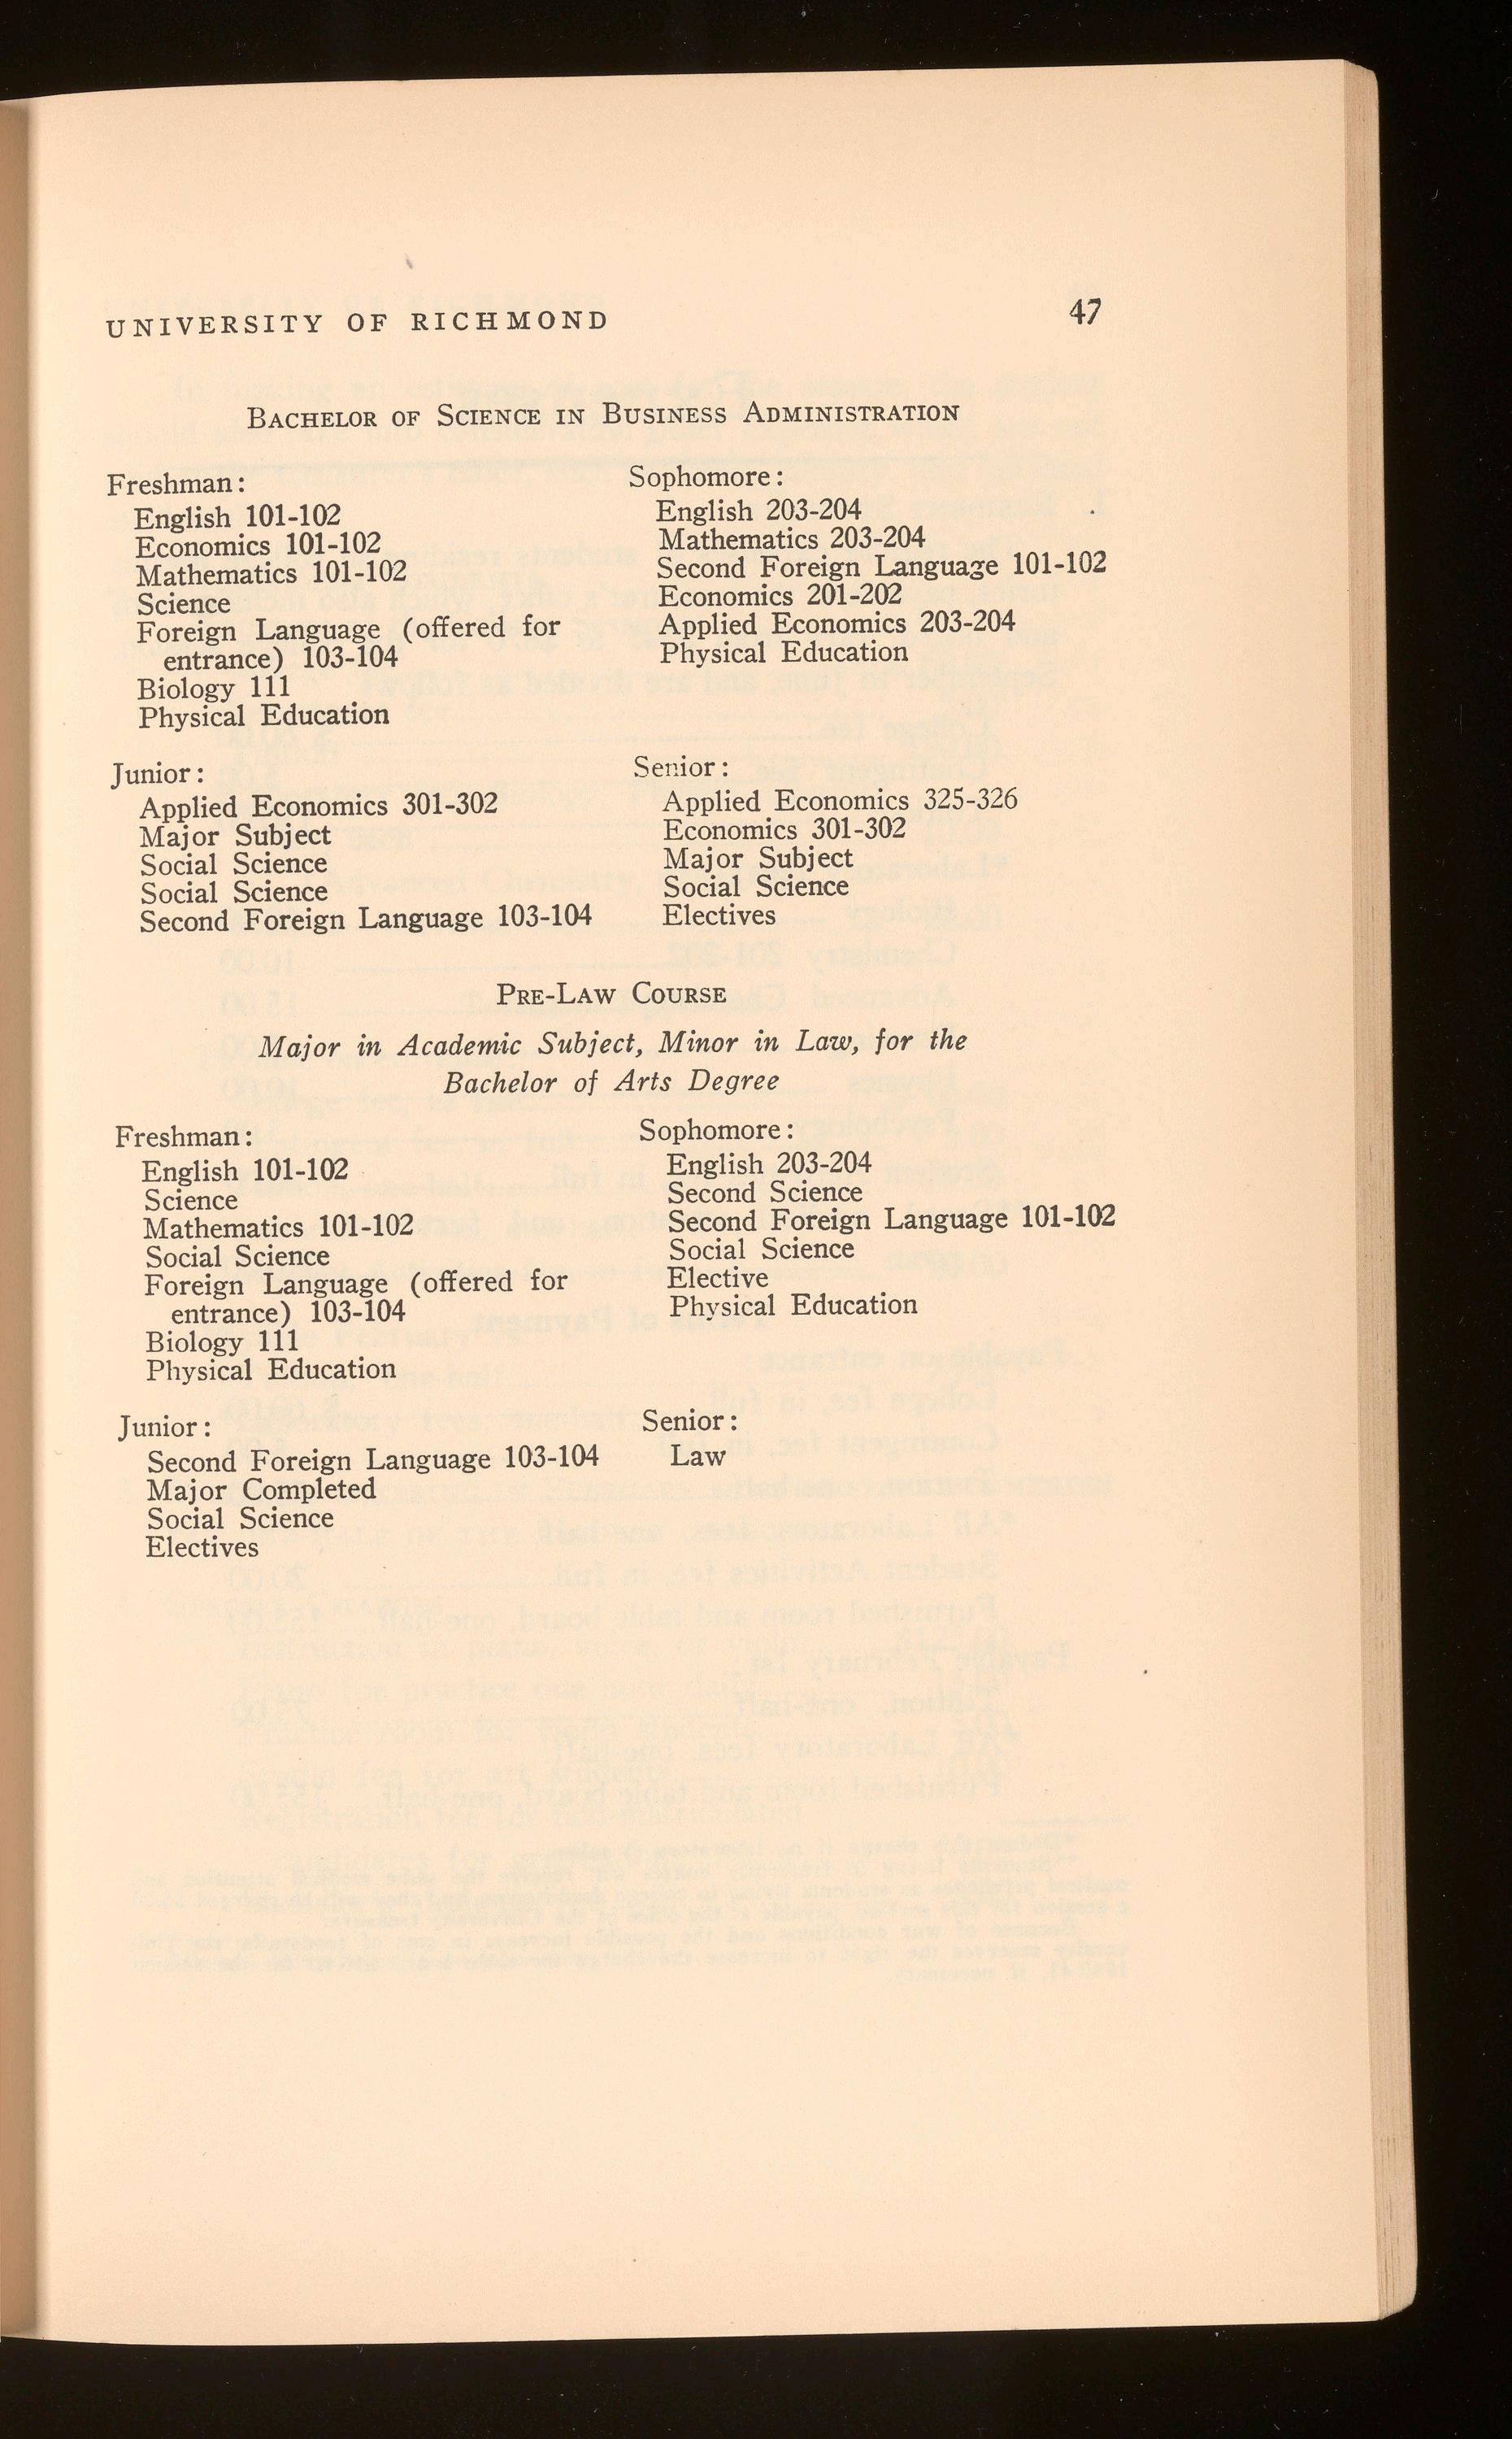 UNIVERSITY OF RICHMOND 47
BACHELOR OF SCIENCE IN BUSINESS ADMINISTRATION
Freshman:
English 101-102
Economics 101-102
Mathematics 101-102
Science
Foreign Language (offered for
entrance) 103-104
Biology 111
Physical Education
Sophomore:
English 203-204
Mathematics 203-204
Second Foreign Language 101-102
Economics 201-202
Applied Economics 203-204
Physical Education
Junior:
Applied Economics 301-302
Major Subject
Social Science
Social Science
Second Foreign Language 103-104
Senior:
Applied Economics 325-326
Economics 301-302
Major Subject
Social Science
Electives
PRE-LAW COURSE
Major in Academic Subject, Minor in Law, for the
Bachelor of Arts Degree
Freshman:
English 101-102
Science
Mathematics 101-102
Social Science
Foreign Language (offered for
entrance) 103-104
Biology 111
Physical Education
Sophomore:
English 203-204
Second Science
Second Foreign Language 101-102
Social Science
Elective
Physical Education
Junior:
Second Foreign Language 103-104
Major Completed
Social Science
Electives
Senior:
Law